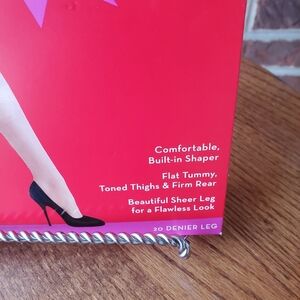 Comfortable,
Built-in Shaper
Flat Tummy,
Toned Thighs & Firm Rear
Beautiful Sheer Leg
for a Flawless Look
20 DENIER LEG